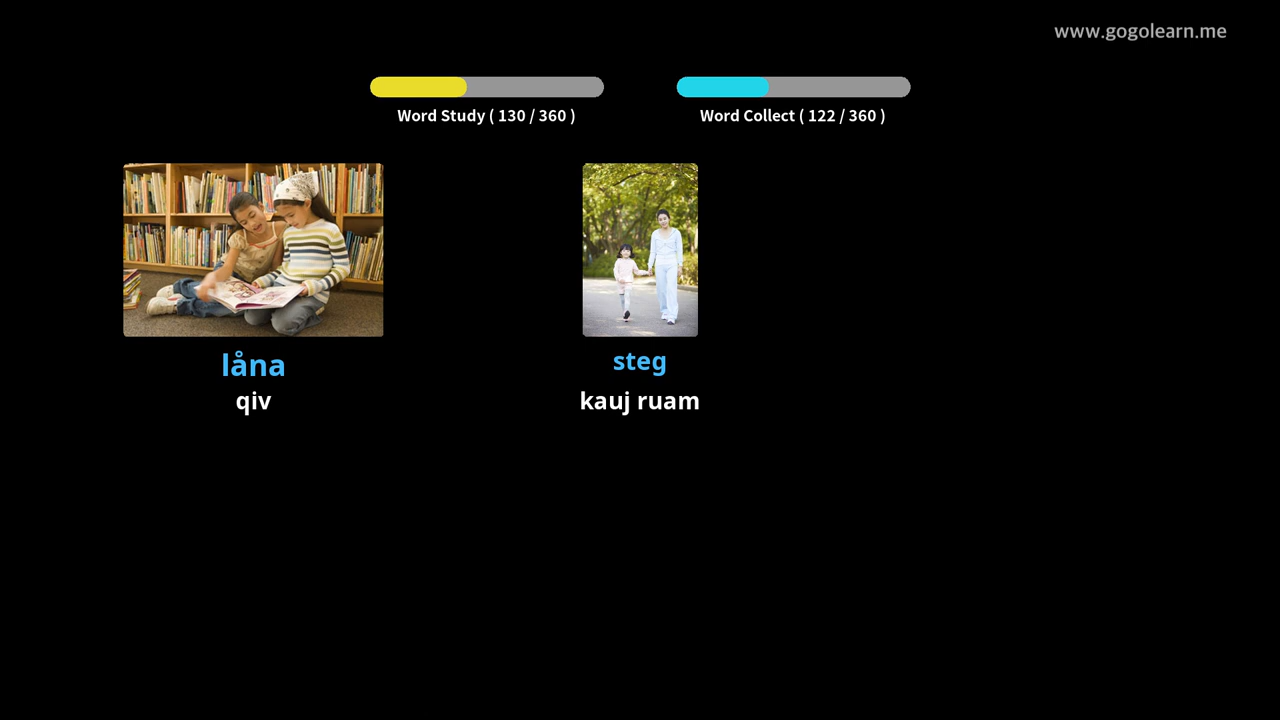 www.gogolearn.me
Word Study ( 130 / 360 )
Word Collect ( 122 / 360 )
låna
qiv
steg
kauj ruam